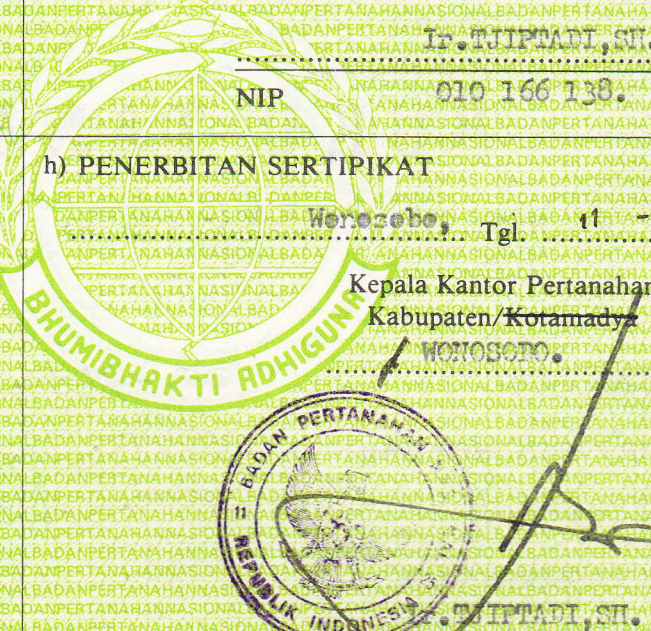 Ir.TJIPTADI,SH.
NIP 010 166 138.
h) PENERBITAN SERTIPIKAT
Wonosobo, Tgl. 11 -
Kepala Kantor Pertanahan
Kabupaten/Kotamadya
WONOSOBO.
BHUMIBHAKTI ADHIGUNA
BADAN PERTANAHAN
REPUBLIK INDONESIA
Ir.TJIPTADI,SH.